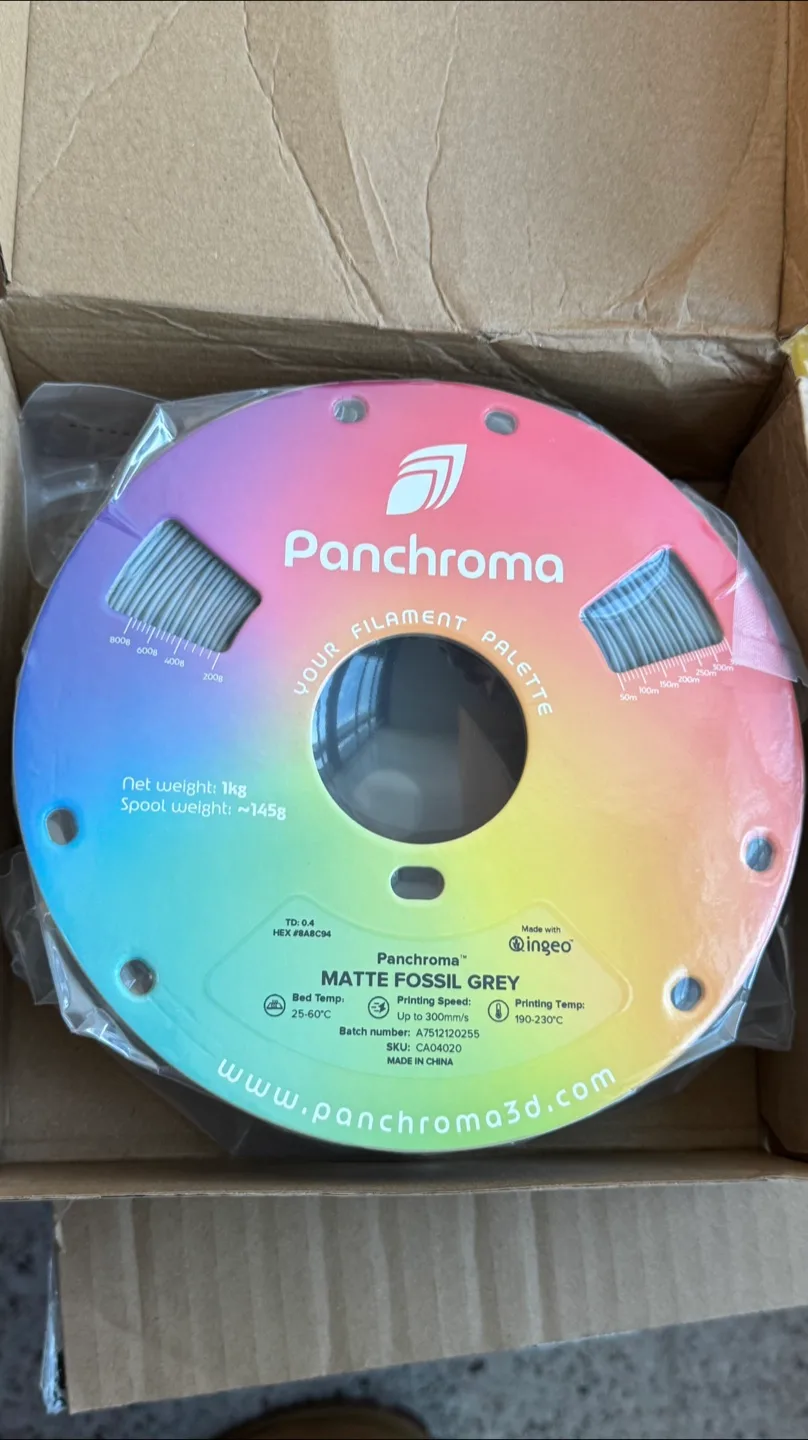 Panchroma
YOUR FILAMENT PALETTE
800g
600g
400g
200g
50m
100m
150m
200m
250m
300m
Net weight: 1kg
Spool weight: ~145g
TD: 0.4
HEX #8A8C94
Made with
ingeo™
Panchroma™
MATTE FOSSIL GREY
Bed Temp:
25-60°C
Printing Speed:
Up to 300mm/s
Printing Temp:
190-230°C
Batch number: A7512120255
SKU: CA04020
MADE IN CHINA
www.panchroma3d.com